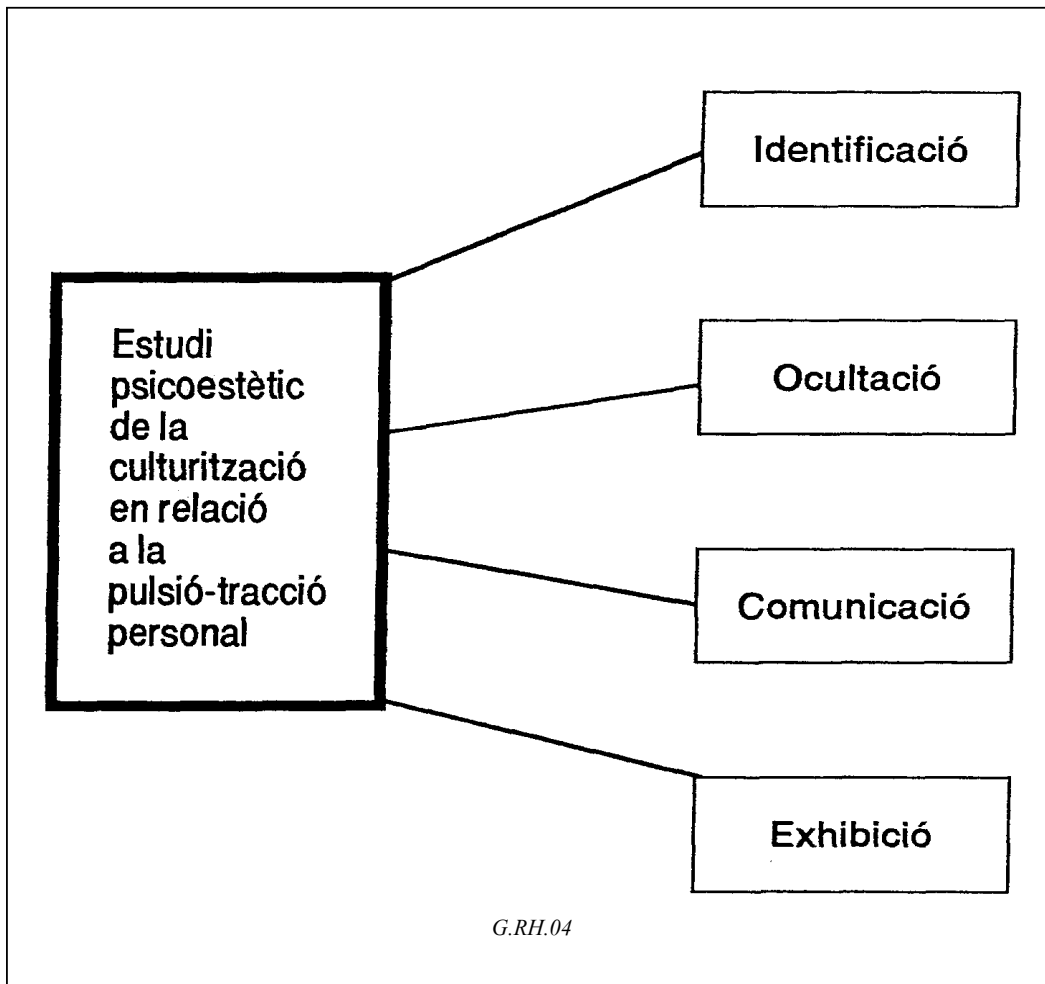 Estudi
psicoestètic
de la
culturització
en relació
a la
pulsió-tracció
personal
Identificació
Ocultació
Comunicació
Exhibició
G.RH.04